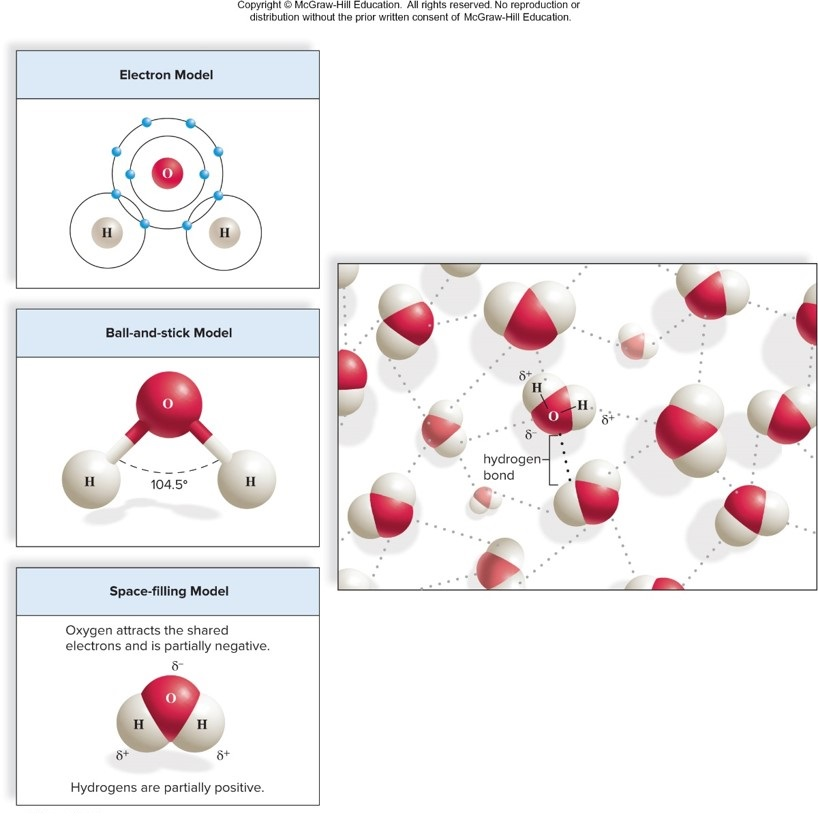 Copyright © McGraw-Hill Education. All rights reserved. No reproduction or
distribution without the prior written consent of McGraw-Hill Education.
Electron Model
O
H
H
Ball-and-stick Model
O
H
H
104.5°
Space-filling Model
Oxygen attracts the shared
electrons and is partially negative.
δ⁻
O
H
H
δ⁺
δ⁺
Hydrogens are partially positive.
δ⁺
H
H
O
δ⁺
δ⁻
hydrogen
bond